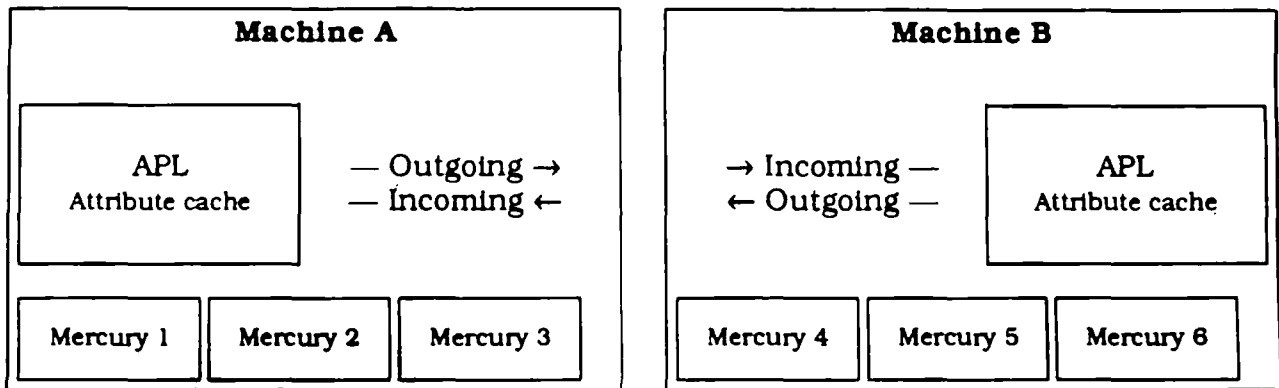 Machine A
APL
Attribute cache
— Outgoing →
— Incoming ←
Mercury 1
Mercury 2
Mercury 3
Machine B
→ Incoming —
← Outgoing —
APL
Attribute cache
Mercury 4
Mercury 5
Mercury 6